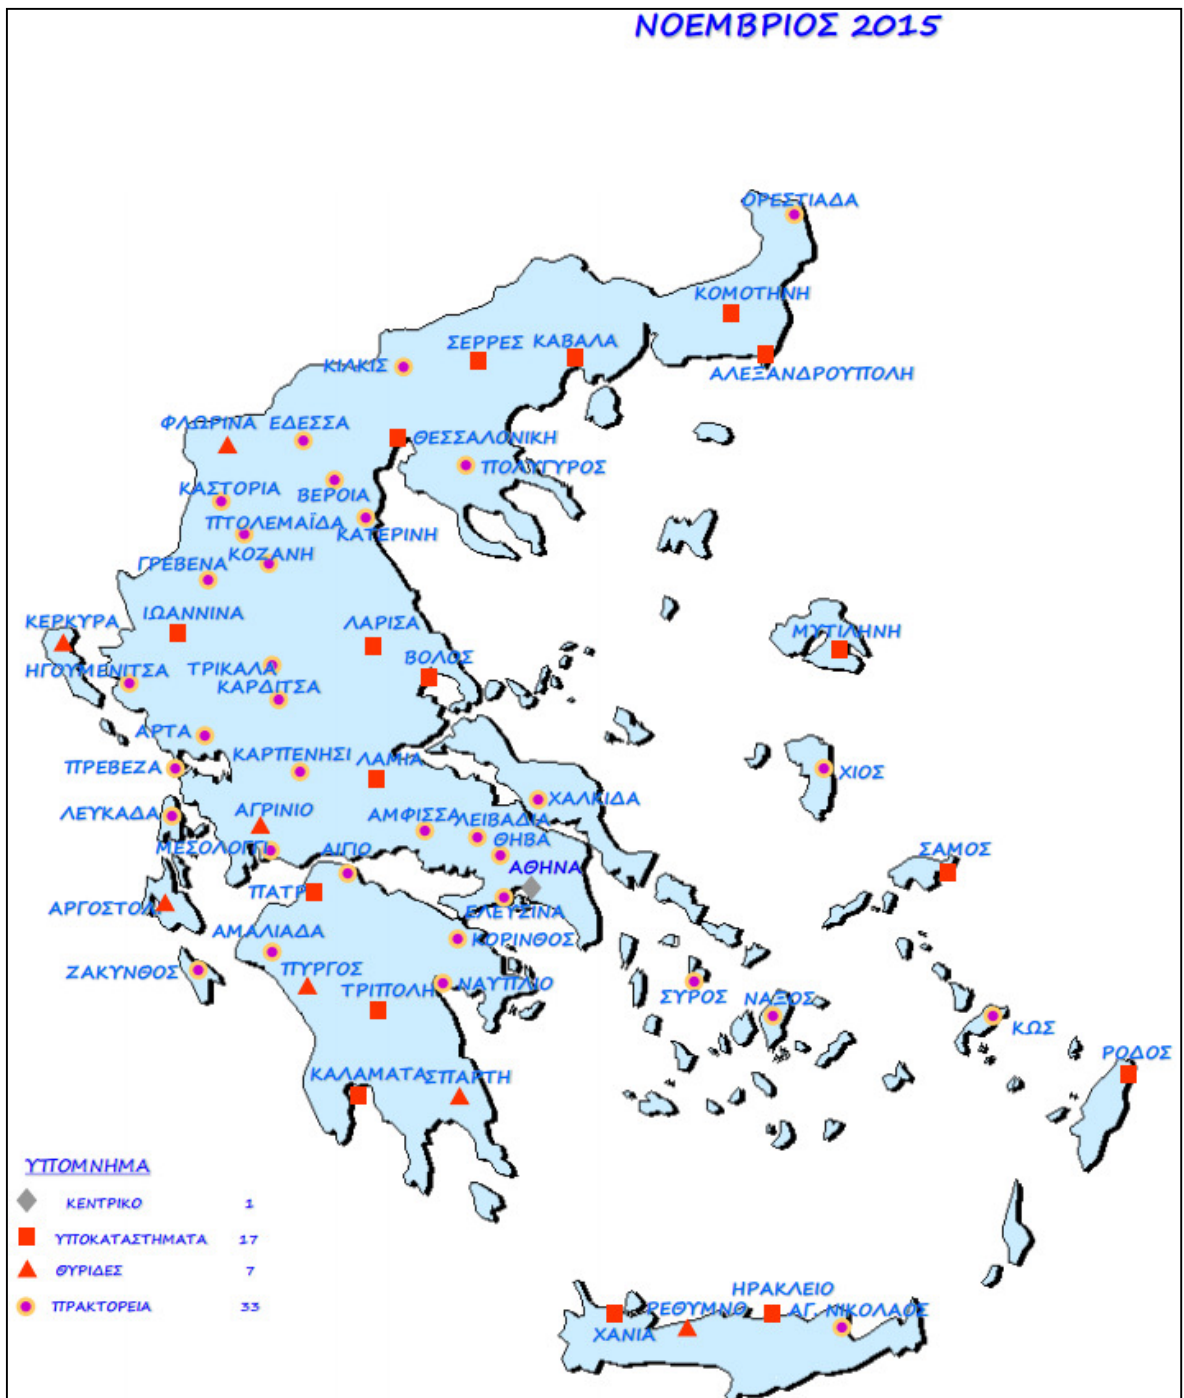 ΝΟΕΜΒΡΙΟΣ 2015
ΟΡΕΣΤΙΑΔΑ
ΚΟΜΟΤΗΝΗ
ΣΕΡΡΕΣ ΚΑΒΑΛΑ
ΚΙΛΚΙΣ
ΑΛΕΞΑΝΔΡΟΥΠΟΛΗ
ΦΛΩΡΙΝΑ ΕΔΕΣΣΑ
ΘΕΣΣΑΛΟΝΙΚΗ
ΠΟΛΥΓΥΡΟΣ
ΚΑΣΤΟΡΙΑ
ΒΕΡΟΙΑ
ΠΤΟΛΕΜΑΪΔΑ
ΚΑΤΕΡΙΝΗ
ΚΟΖΑΝΗ
ΓΡΕΒΕΝΑ
ΙΩΑΝΝΙΝΑ
ΚΕΡΚΥΡΑ
ΛΑΡΙΣΑ
ΜΥΤΙΛΗΝΗ
ΒΟΛΟΣ
ΗΓΟΥΜΕΝΙΤΣΑ
ΤΡΙΚΑΛΑ
ΚΑΡΔΙΤΣΑ
ΑΡΤΑ
ΚΑΡΠΕΝΗΣΙ
ΠΡΕΒΕΖΑ
ΛΑΜΙΑ
ΧΙΟΣ
ΧΑΛΚΙΔΑ
ΛΕΥΚΑΔΑ
ΑΓΡΙΝΙΟ
ΑΜΦΙΣΣΑ
ΛΕΙΒΑΔΙΑ
ΘΗΒΑ
ΜΕΣΟΛΟΓΓΙ
ΑΙΓΙΟ
ΣΑΜΟΣ
ΑΘΗΝΑ
ΠΑΤΡ
ΑΡΓΟΣΤΟΛ
ΕΛΕΥΣΙΝΑ
ΑΜΑΛΙΑΔΑ
ΚΟΡΙΝΘΟΣ
ΖΑΚΥΝΘΟΣ
ΠΥΡΓΟΣ
ΤΡΙΠΟΛΗ
ΝΑΥΠΛΙΟ
ΣΥΡΟΣ
ΝΑΞΟΣ
ΚΩΣ
ΡΟΔΟΣ
ΚΑΛΑΜΑΤΑ
ΣΠΑΡΤΗ
ΥΠΟΜΝΗΜΑ
ΚΕΝΤΡΙΚΟ 1
ΥΠΟΚΑΤΑΣΤΗΜΑΤΑ 17
ΘΥΡΙΔΕΣ 7
ΠΡΑΚΤΟΡΕΙΑ 33
ΗΡΑΚΛΕΙΟ
ΡΕΘΥΜΝΟ
ΑΓ. ΝΙΚΟΛΑΟΣ
ΧΑΝΙΑ